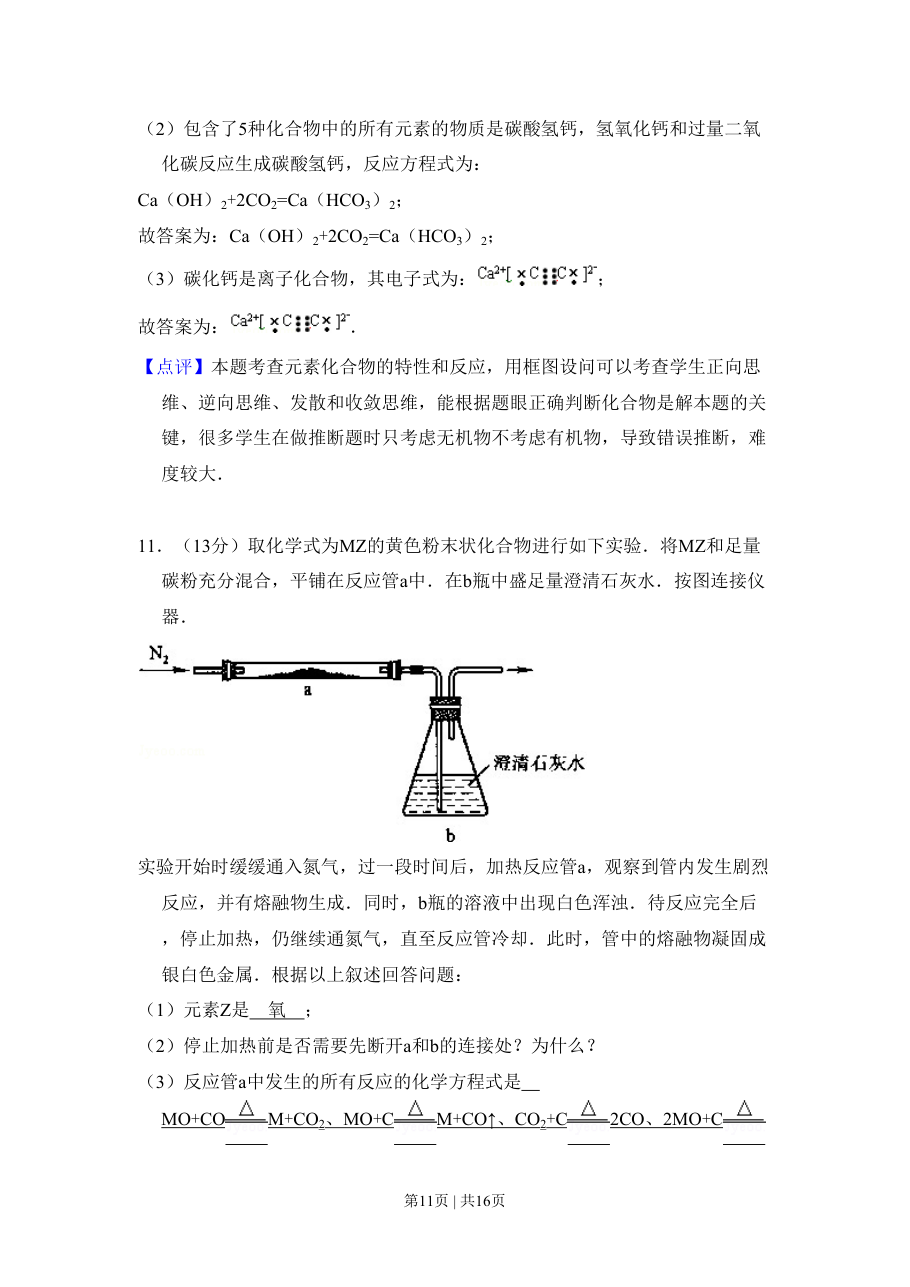 （2）包含了5种化合物中的所有元素的物质是碳酸氢钙，氢氧化钙和过量二氧
化碳反应生成碳酸氢钙，反应方程式为：
Ca（OH）2+2CO2=Ca（HCO3）2；
故答案为：Ca（OH）2+2CO2=Ca（HCO3）2；
（3）碳化钙是离子化合物，其电子式为：Ca2+[ ×C⋮⋮C× ]2-；
故答案为：Ca2+[ ×C⋮⋮C× ]2-．
【点评】本题考查元素化合物的特性和反应，用框图设问可以考查学生正向思
维、逆向思维、发散和收敛思维，能根据题眼正确判断化合物是解本题的关
键，很多学生在做推断题时只考虑无机物不考虑有机物，导致错误推断，难
度较大．
11．（13分）取化学式为MZ的黄色粉末状化合物进行如下实验．将MZ和足量
碳粉充分混合，平铺在反应管a中．在b瓶中盛足量澄清石灰水．按图连接仪
器．
N2
a
澄清石灰水
b
实验开始时缓缓通入氮气，过一段时间后，加热反应管a，观察到管内发生剧烈
反应，并有熔融物生成．同时，b瓶的溶液中出现白色浑浊．待反应完全后
，停止加热，仍继续通氮气，直至反应管冷却．此时，管中的熔融物凝固成
银白色金属．根据以上叙述回答问题：
（1）元素Z是　氧　；
（2）停止加热前是否需要先断开a和b的连接处？为什么？
（3）反应管a中发生的所有反应的化学方程式是
MO+CO△M+CO2、MO+C△M+CO↑、CO2+C△2CO、2MO+C△
第11页 | 共16页